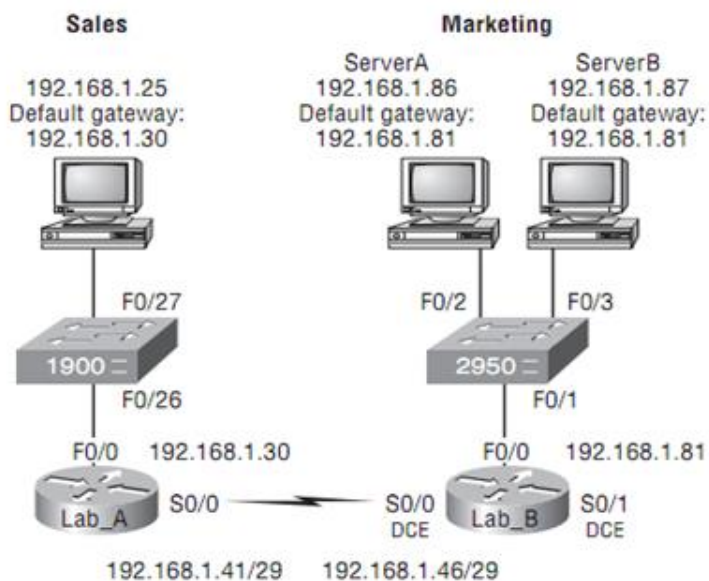 Sales
Marketing
192.168.1.25
Default gateway:
192.168.1.30
ServerA
192.168.1.86
Default gateway:
192.168.1.81
ServerB
192.168.1.87
Default gateway:
192.168.1.81
F0/27
F0/2
F0/3
1900
2950
F0/26
F0/1
F0/0
192.168.1.30
F0/0
192.168.1.81
Lab_A
S0/0
S0/0
DCE
Lab_B
S0/1
DCE
192.168.1.41/29
192.168.1.46/29